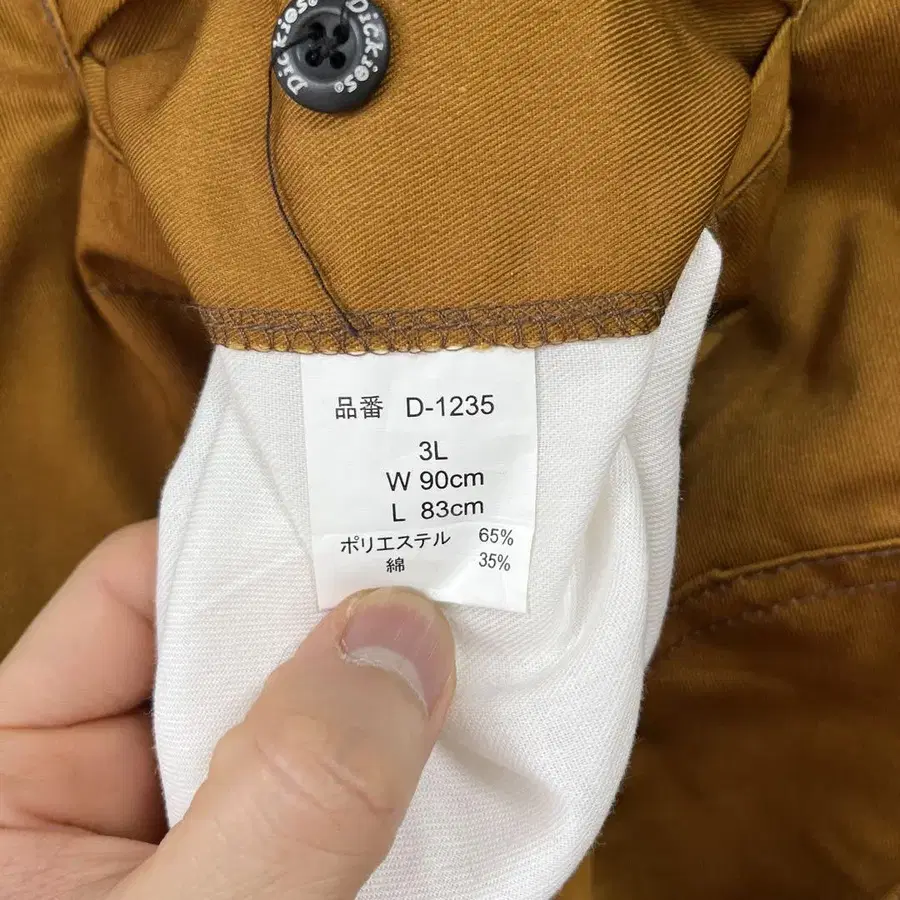 Dickies®
Dickies
品番 D-1235
3L
W 90cm
L 83cm
ポリエステル 65%
綿 35%